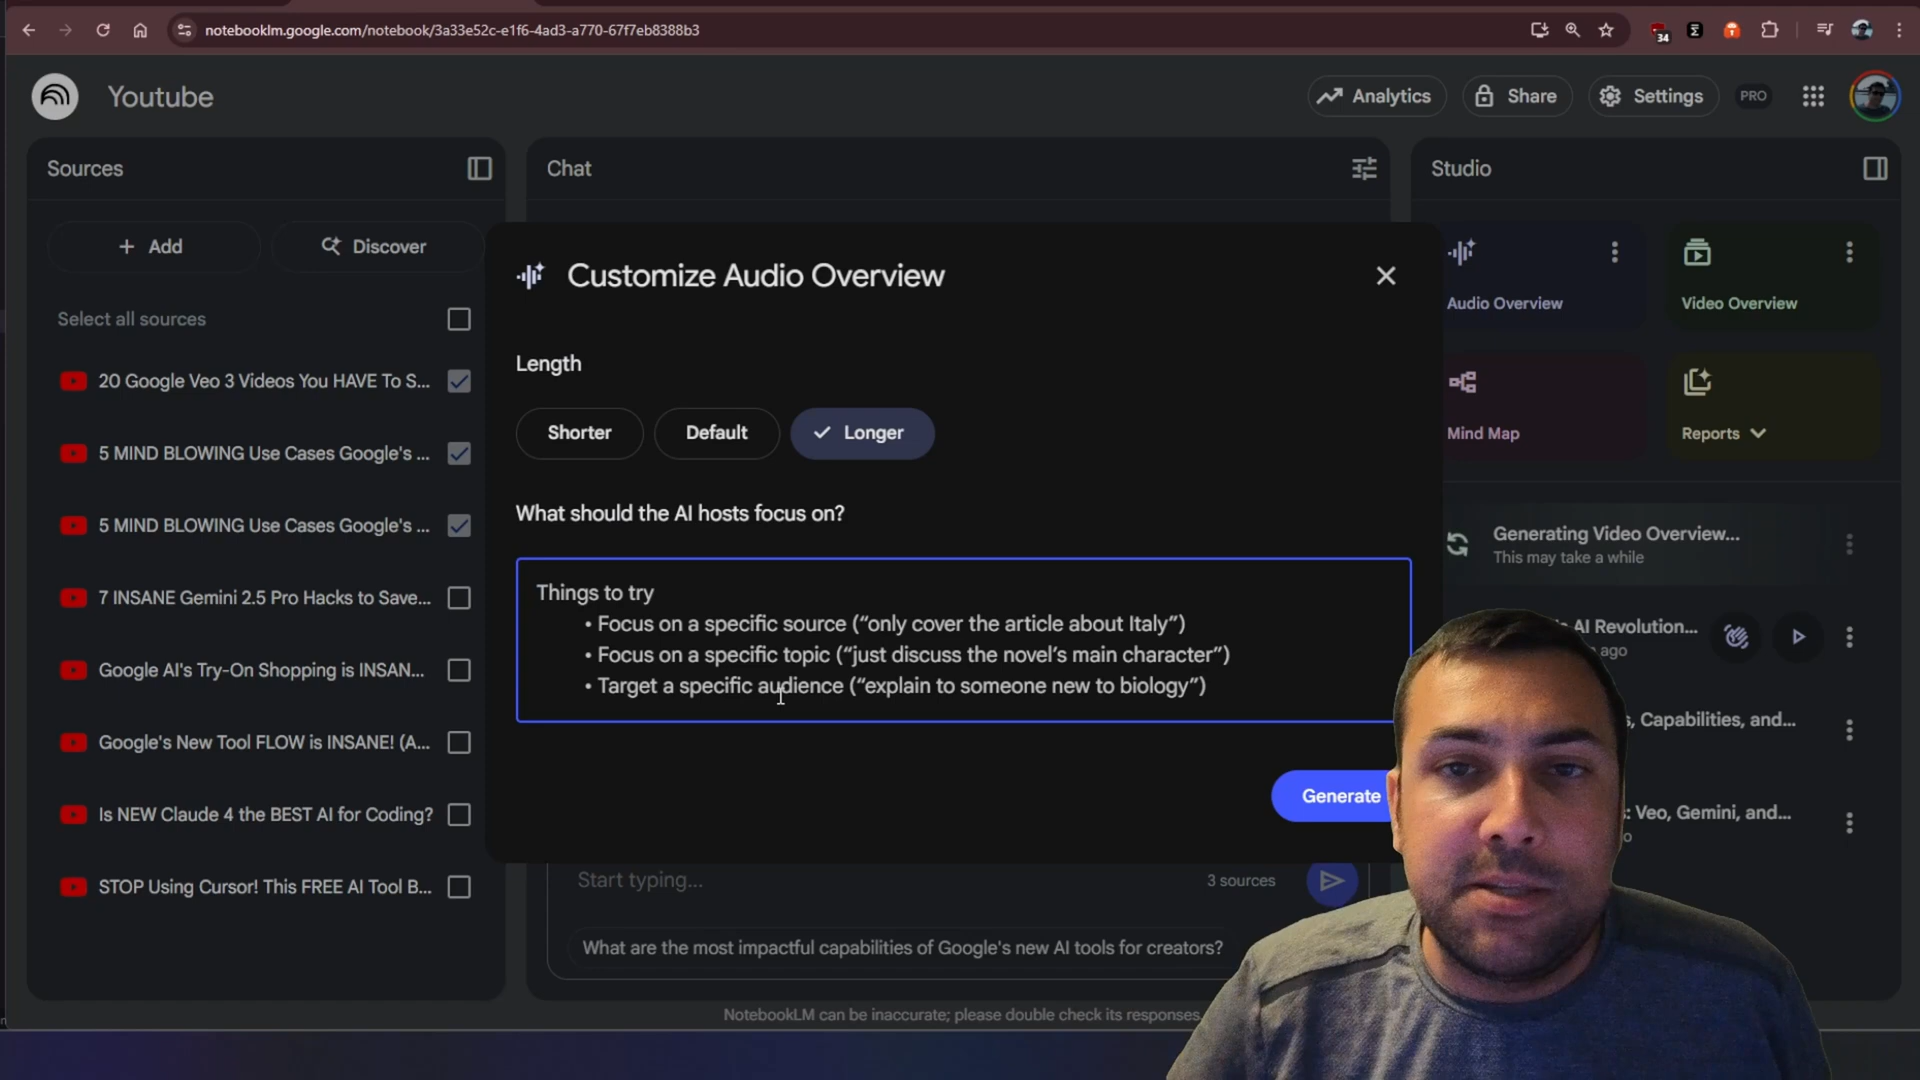 notebooklm.google.com/notebook/3a33e52c-e1f6-4ad3-a770-67f7eb8388b3
34
Youtube
Analytics
Share
Settings
PRO
Sources
Chat
Studio
+ Add
Discover
Select all sources
20 Google Veo 3 Videos You HAVE To S...
5 MIND BLOWING Use Cases Google's ...
5 MIND BLOWING Use Cases Google's ...
7 INSANE Gemini 2.5 Pro Hacks to Save...
Google AI's Try-On Shopping is INSAN...
Google's New Tool FLOW is INSANE! (A...
Is NEW Claude 4 the BEST AI for Coding?
STOP Using Cursor! This FREE AI Tool B...
Customize Audio Overview
Length
Shorter
Default
Longer
What should the AI hosts focus on?
Things to try
• Focus on a specific source (“only cover the article about Italy”)
• Focus on a specific topic (“just discuss the novel’s main character”)
• Target a specific audience (“explain to someone new to biology”)
Generate
Start typing...
3 sources
What are the most impactful capabilities of Google's new AI tools for creators?
NotebookLM can be inaccurate; please double check its responses.
Audio Overview
Video Overview
Mind Map
Reports
Generating Video Overview...
This may take a while
AI Revolution...
ago
, Capabilities, and...
: Veo, Gemini, and...